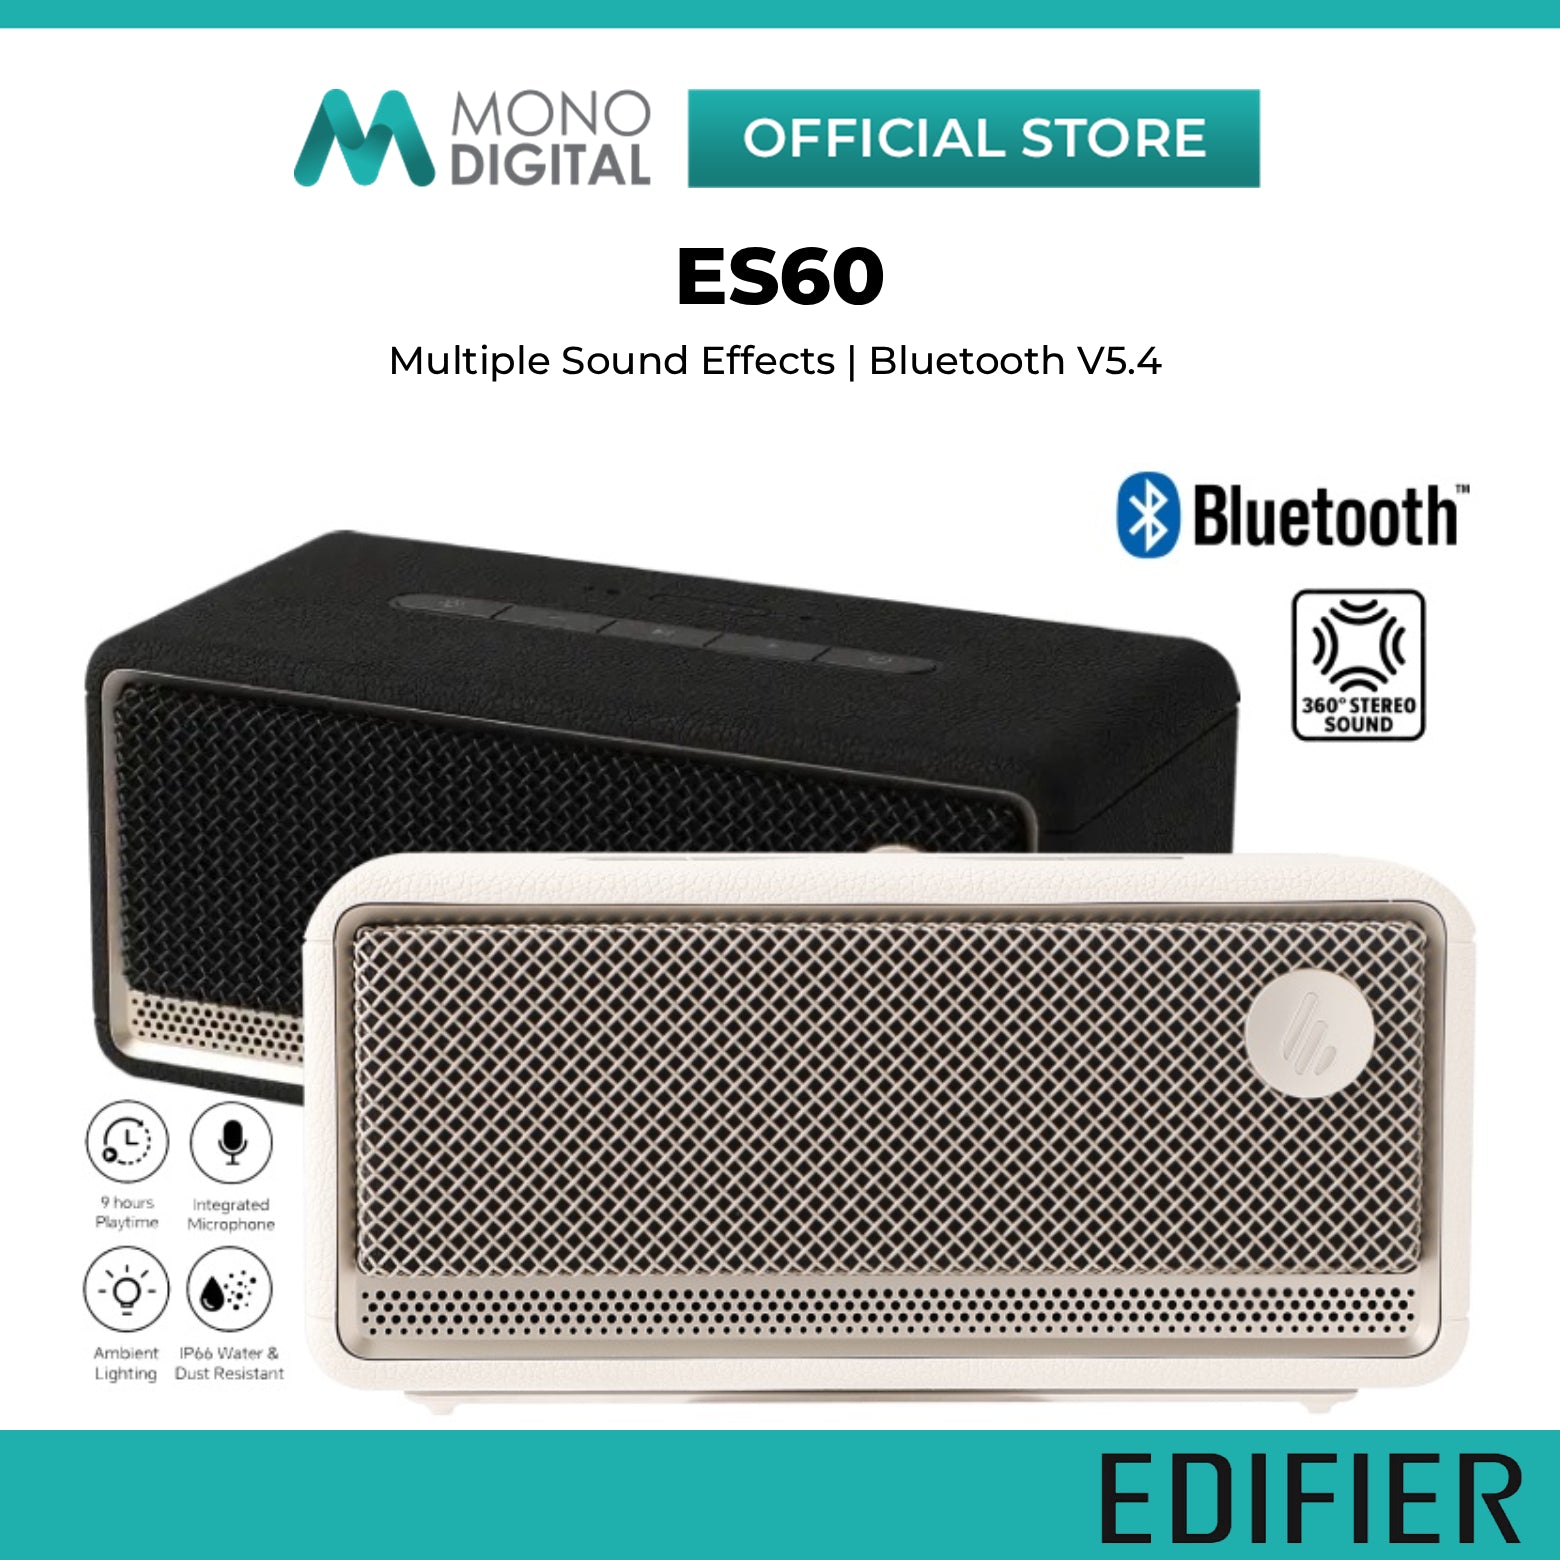 MONO
DIGITAL
OFFICIAL STORE
ES60
Multiple Sound Effects | Bluetooth V5.4
Bluetooth™
360° STEREO
SOUND
9 hours
Playtime
Integrated
Microphone
Ambient
Lighting
IP66 Water &
Dust Resistant
EDIFIER